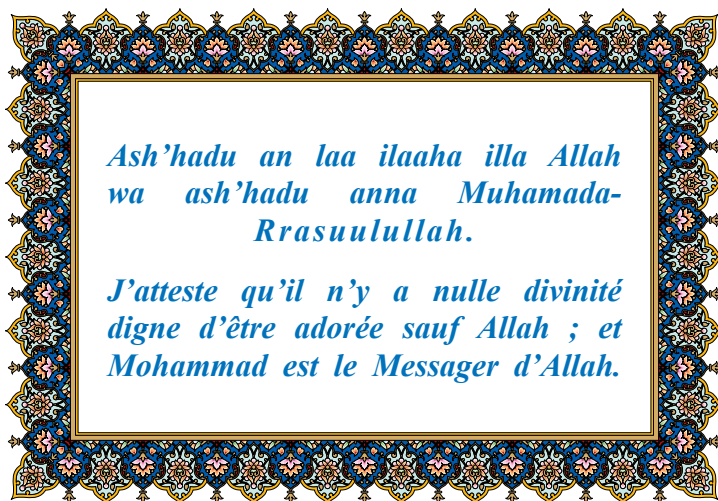 Ash’hadu an laa ilaaha illa Allah
wa ash’hadu anna Muhamada-
Rrasuulullah.
J’atteste qu’il n’y a nulle divinité
digne d’être adorée sauf Allah ; et
Mohammad est le Messager d’Allah.